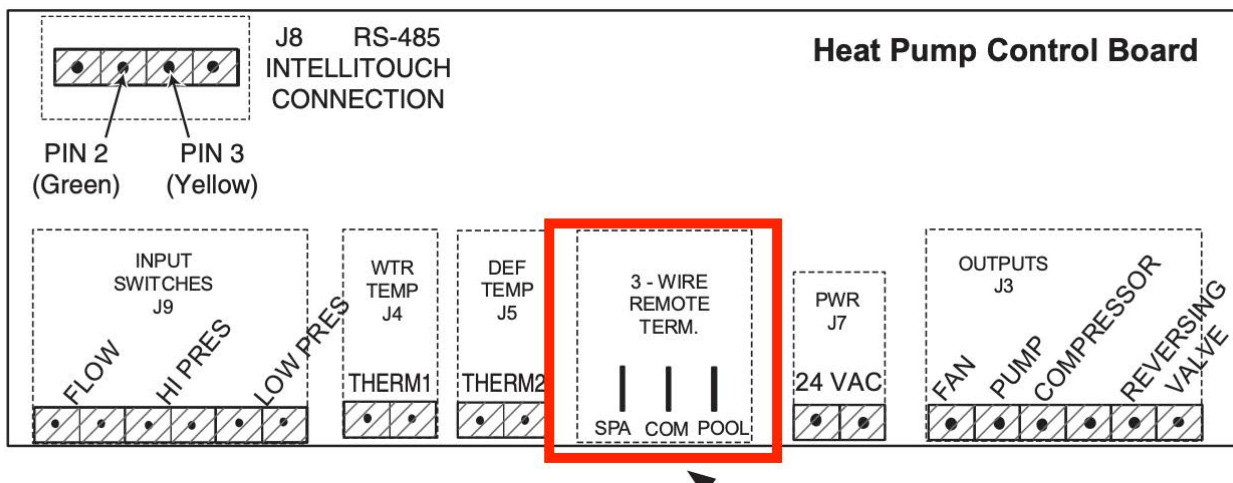 J8 RS-485
INTELLITOUCH
CONNECTION
Heat Pump Control Board
PIN 2
(Green)
PIN 3
(Yellow)
INPUT
SWITCHES
J9
FLOW
HI PRES
LOW PRES
WTR
TEMP
J4
THERM1
DEF
TEMP
J5
THERM2
3 - WIRE
REMOTE
TERM.
SPA COM POOL
PWR
J7
24 VAC
OUTPUTS
J3
FAN
PUMP
COMPRESSOR
REVERSING
VALVE